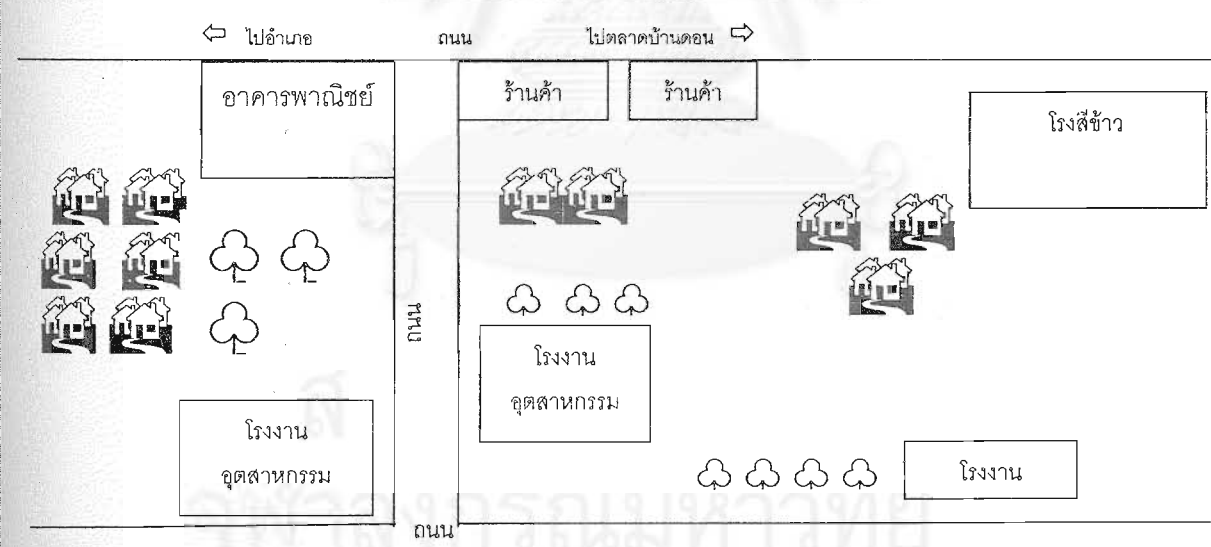 ⇦ ไปอำเภอ ถนน ไปตลาดบ้านดอน ⇨
อาคารพาณิชย์
ร้านค้า
ร้านค้า
โรงสีข้าว
ถนน
โรงงาน
อุตสาหกรรม
โรงงาน
อุตสาหกรรม
โรงงาน
ถนน